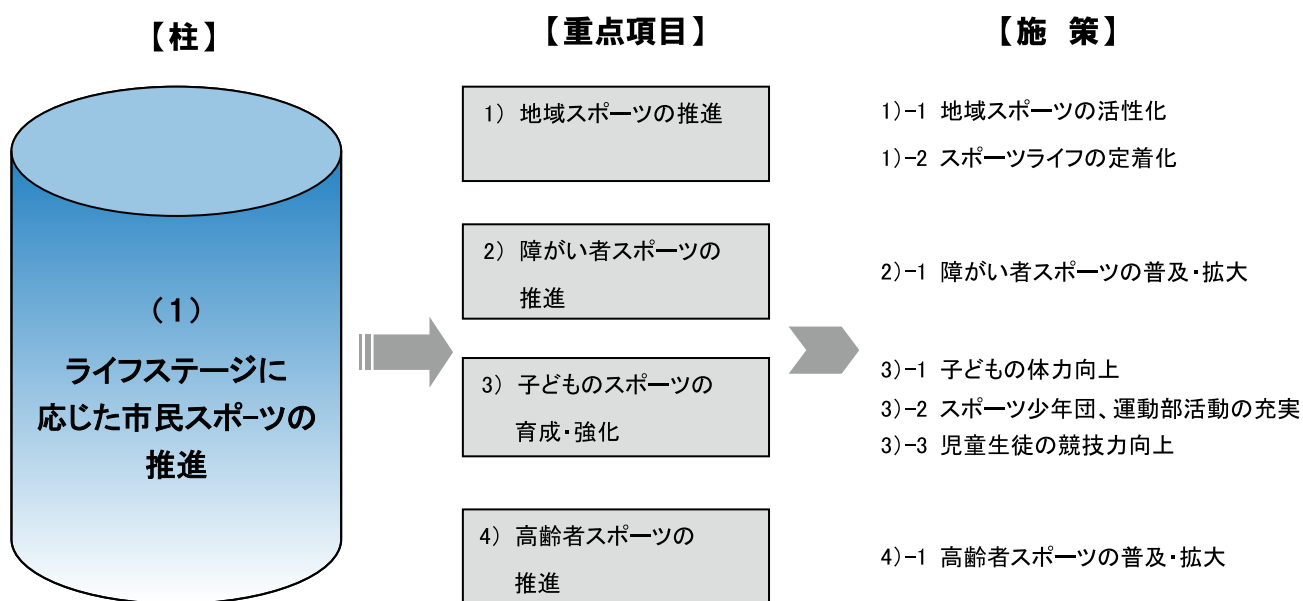 【柱】
【重点項目】
【施 策】
(1)
ライフステージに
応じた市民スポーツの
推進
1) 地域スポーツの推進
2) 障がい者スポーツの
推進
3) 子どものスポーツの
育成・強化
4) 高齢者スポーツの
推進
1)-1 地域スポーツの活性化
1)-2 スポーツライフの定着化
2)-1 障がい者スポーツの普及・拡大
3)-1 子どもの体力向上
3)-2 スポーツ少年団、運動部活動の充実
3)-3 児童生徒の競技力向上
4)-1 高齢者スポーツの普及・拡大